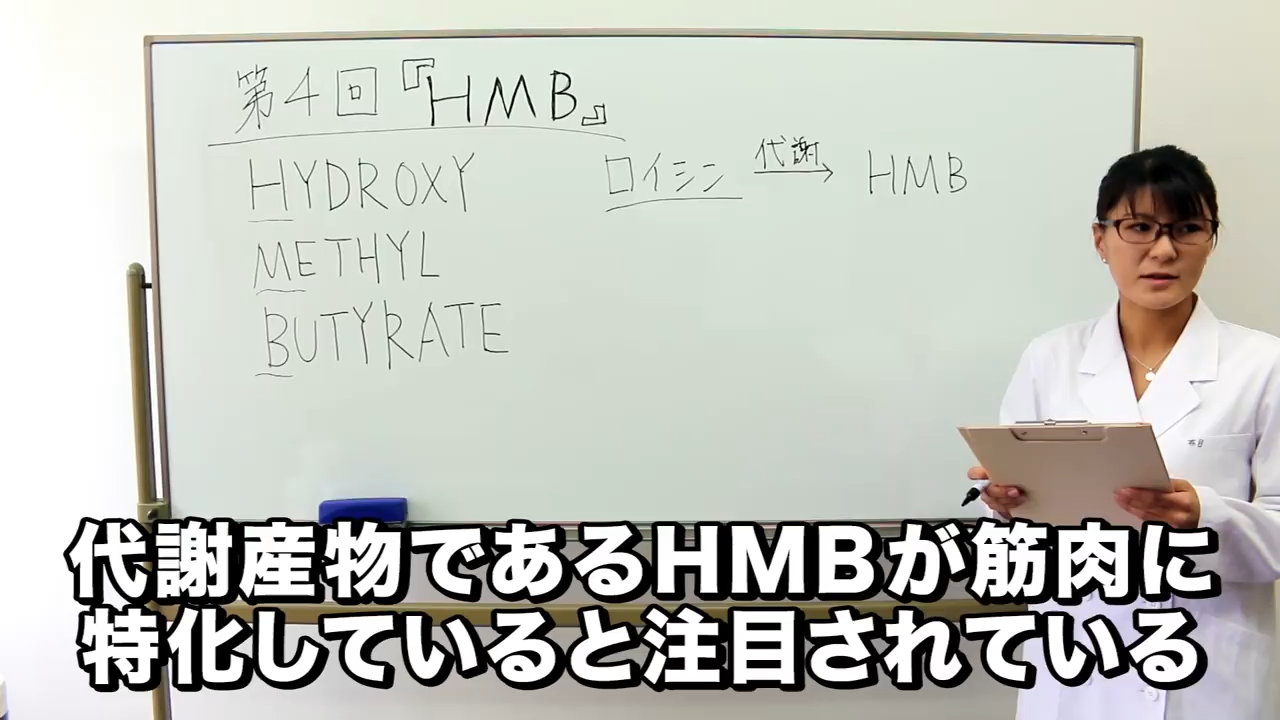 第4回『HMB』
HYDROXY
METHYL
BUTYRATE
ロイシン 代謝→ HMB
代謝産物であるHMBが筋肉に
特化していると注目されている